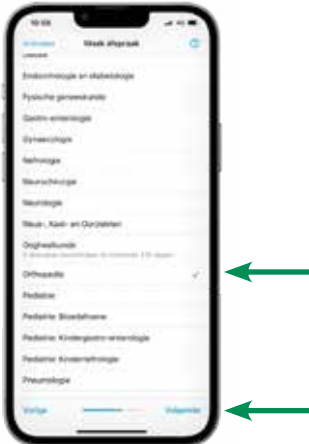 Maak afspraak
Endocrinologie en diabetologie
Fysische geneeskunde
Gastro-enterologie
Gynaecologie
Nefrologie
Neurochirurgie
Neurologie
Neus-, Keel- en Oorziekten
Oogheelkunde
Orthopedie
Pediatrie
Pediatrie: Bloedafname
Pediatrie: Kindergastro-enterologie
Pediatrie: Kindernefrologie
Pneumologie
Vorige
Volgende